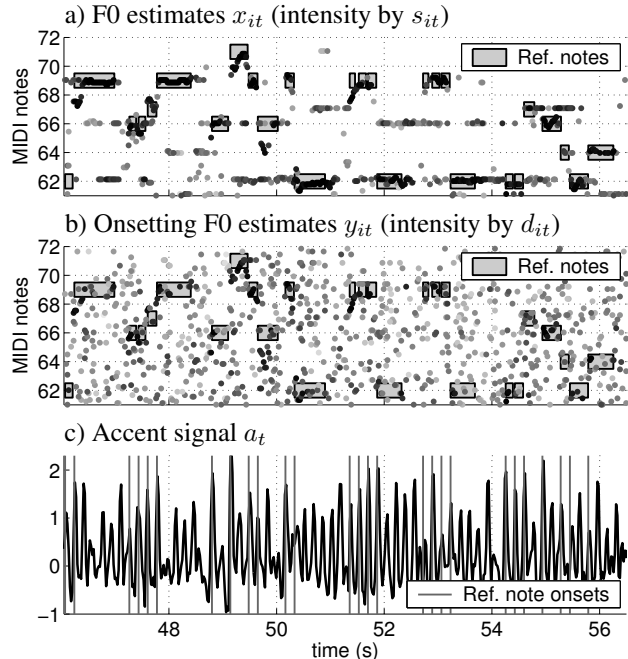 a) F0 estimates x_it (intensity by s_it)
72
70
68
66
64
62
MIDI notes
Ref. notes
b) Onsetting F0 estimates y_it (intensity by d_it)
72
70
68
66
64
62
MIDI notes
Ref. notes
c) Accent signal a_t
2
1
0
−1
Ref. note onsets
48 50 52 54 56
time (s)